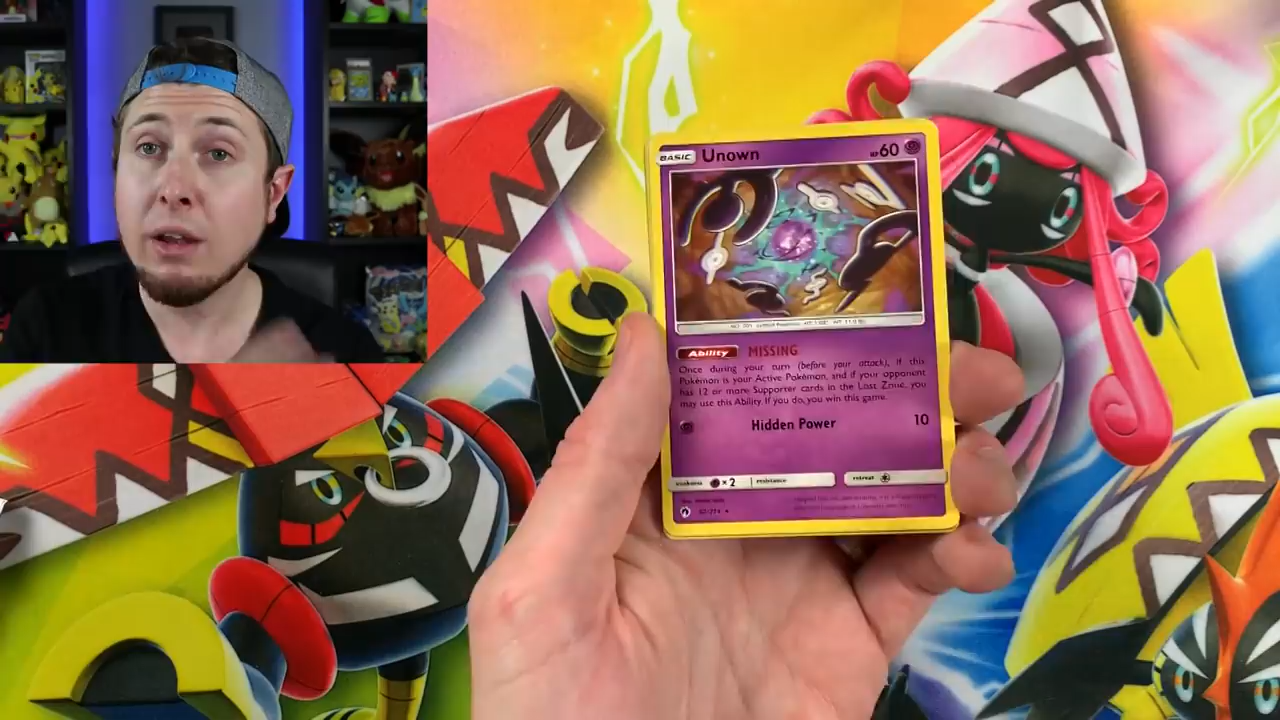 BASIC Unown HP60
Ability MISSING
Once during your turn (before your attack), if this
Pokémon is your Active Pokémon, and if your opponent
has 12 or more Supporter cards in the Lost Zone, you
may use this Ability. If you do, you win this game.
Hidden Power 10
weakness ×2 resistance retreat